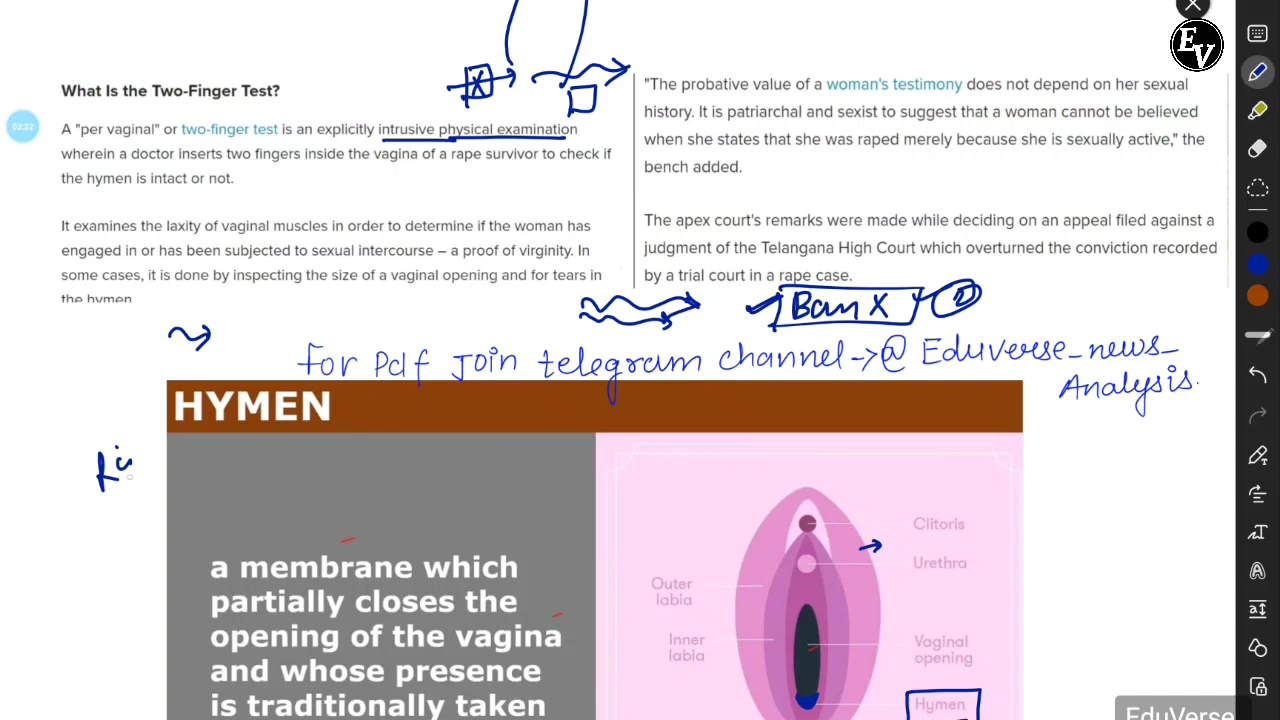 EV
What Is the Two-Finger Test?
03:32
A "per vaginal" or two-finger test is an explicitly intrusive physical examination
wherein a doctor inserts two fingers inside the vagina of a rape survivor to check if
the hymen is intact or not.
It examines the laxity of vaginal muscles in order to determine if the woman has
engaged in or has been subjected to sexual intercourse – a proof of virginity. In
some cases, it is done by inspecting the size of a vaginal opening and for tears in
the hymen
"The probative value of a woman's testimony does not depend on her sexual
history. It is patriarchal and sexist to suggest that a woman cannot be believed
when she states that she was raped merely because she is sexually active," the
bench added.
The apex court's remarks were made while deciding on an appeal filed against a
judgment of the Telangana High Court which overturned the conviction recorded
by a trial court in a rape case.
Ban X
For Pdf Join telegram channel->@ Eduverse_news_
Analysis.
HYMEN
a membrane which
partially closes the
opening of the vagina
and whose presence
is traditionally taken
Clitoris
Urethra
Outer
labia
Inner
labia
Vaginal
opening
Hymen
EduVerse